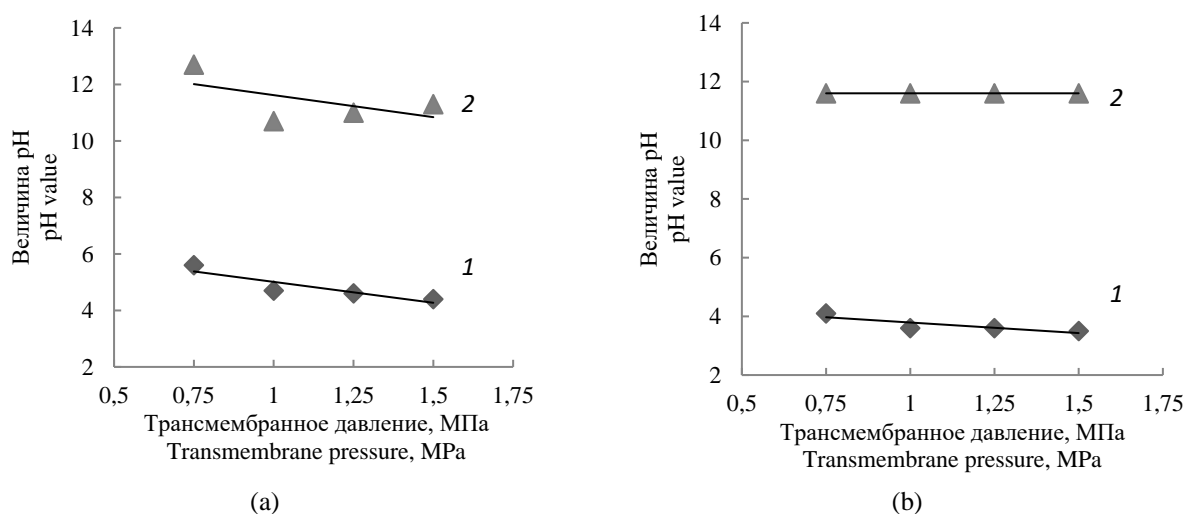 14
12
10
8
6
4
2
Величина pH
pH value
2
1
0,5 0,75 1 1,25 1,5 1,75
Трансмембранное давление, МПа
Transmembrane pressure, MPa
(a)
14
12
10
8
6
4
2
Величина pH
pH value
2
1
0,5 0,75 1 1,25 1,5 1,75
Трансмембранное давление, МПа
Transmembrane pressure, MPa
(b)